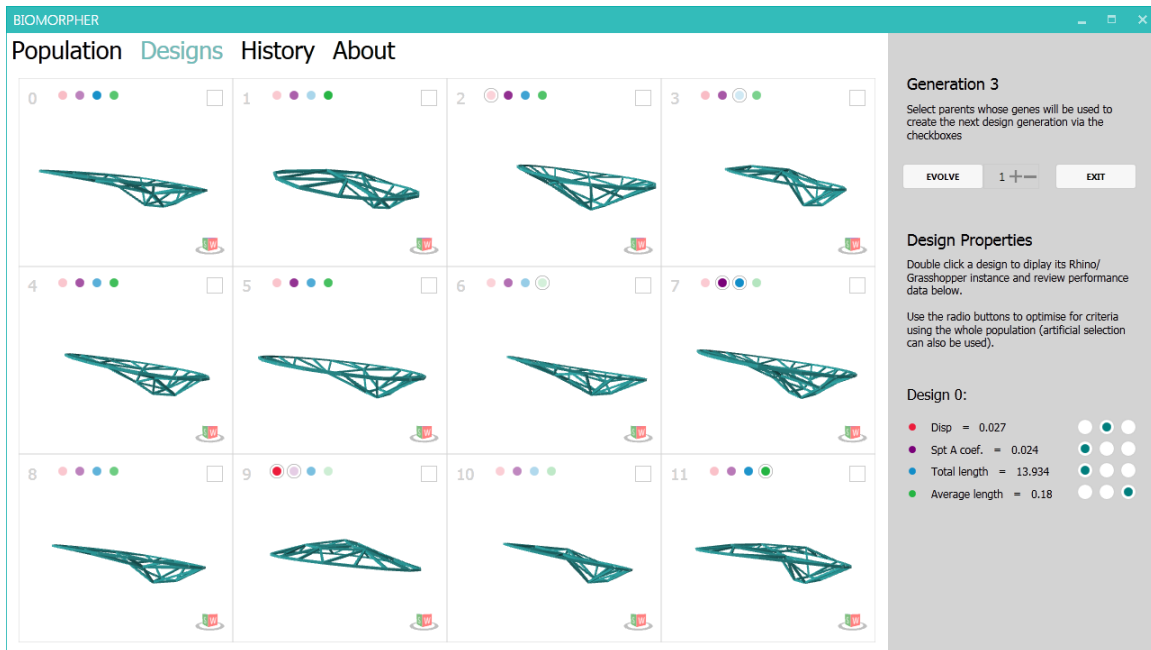 BIOMORPHER
Population Designs History About
0
1
2
3
4
5
6
7
8
9
10
11
Generation 3
Select parents whose genes will be used to
create the next design generation via the
checkboxes
EVOLVE 1 EXIT
Design Properties
Double click a design to diplay its Rhino/
Grasshopper instance and review performance
data below.
Use the radio buttons to optimise for criteria
using the whole population (artificial selection
can also be used).
Design 0:
Disp = 0.027
Spt A coef. = 0.024
Total length = 13.934
Average length = 0.18